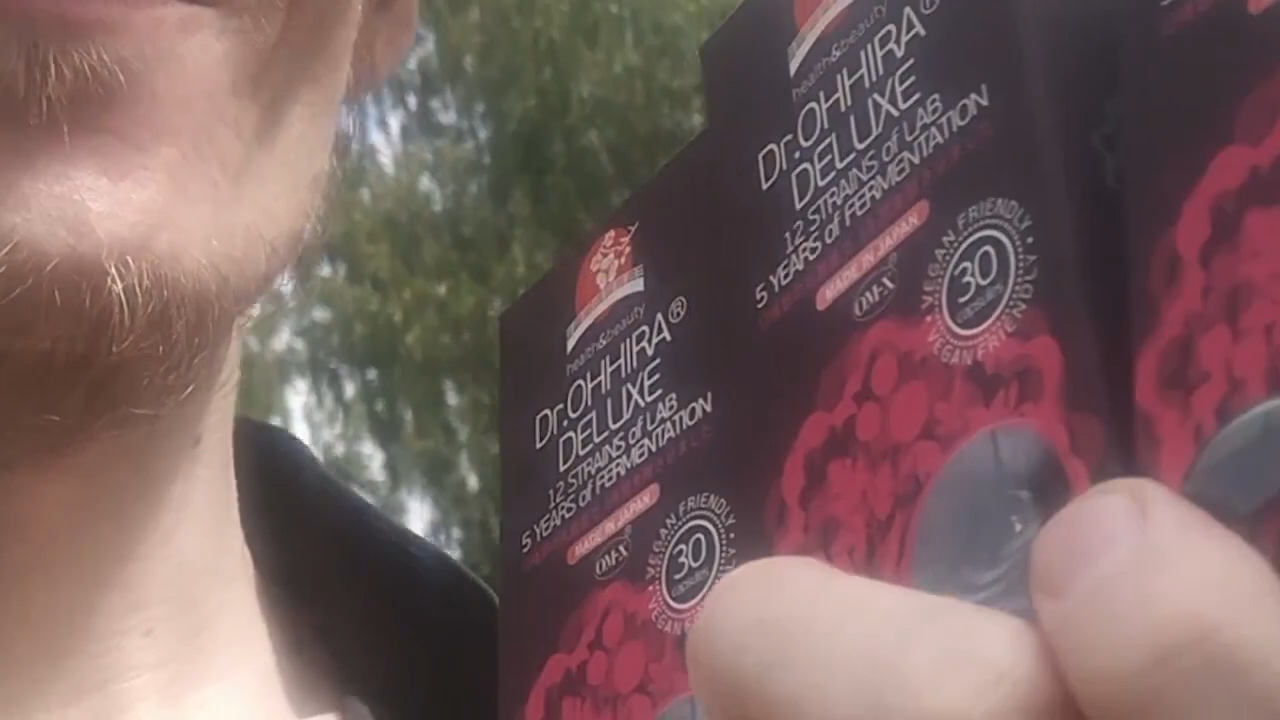 health&beauty
Dr.OHHIRA®
DELUXE
12 STRAINS of LAB
5 YEARS of FERMENTATION
MADE IN JAPAN
OM-X
VEGAN FRIENDLY
30
capsules
VEGAN FRIENDLY
health&beauty
Dr.OHHIRA®
DELUXE
12 STRAINS of LAB
5 YEARS of FERMENTATION
MADE IN JAPAN
OM-X
VEGAN FRIENDLY
30
capsules
VEGAN